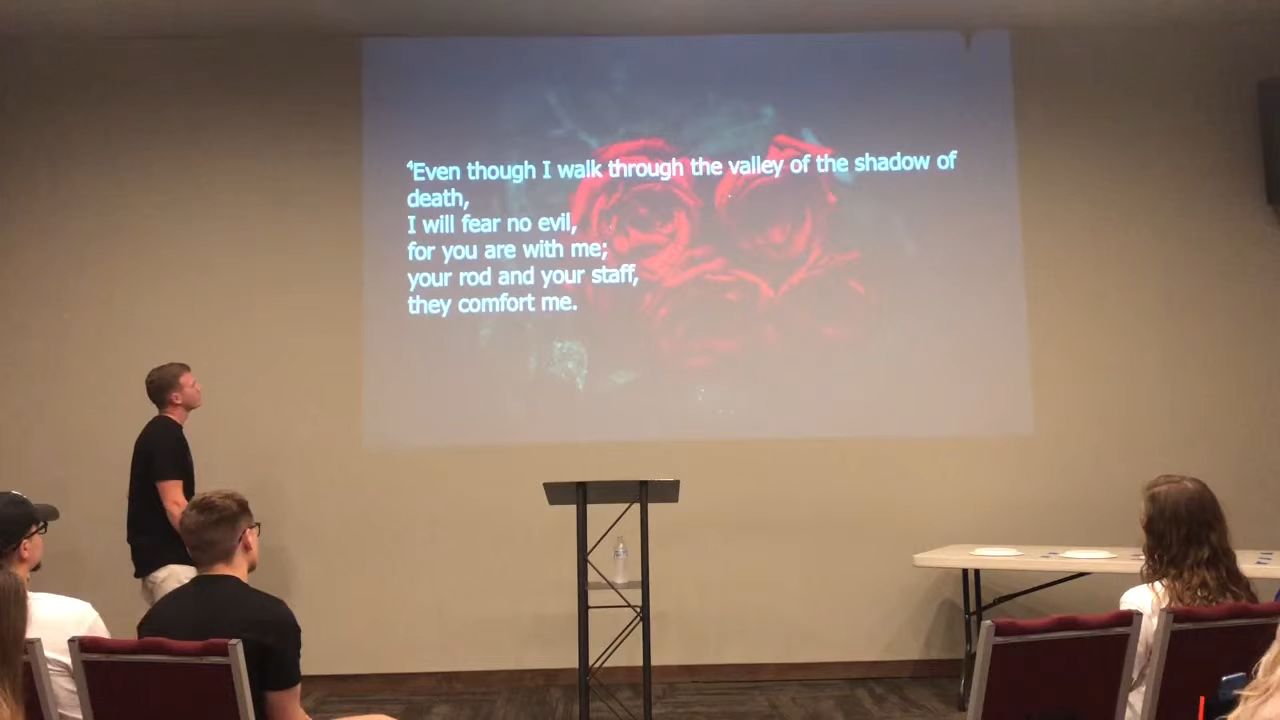 ⁴Even though I walk through the valley of the shadow of
death,
I will fear no evil,
for you are with me;
your rod and your staff,
they comfort me.